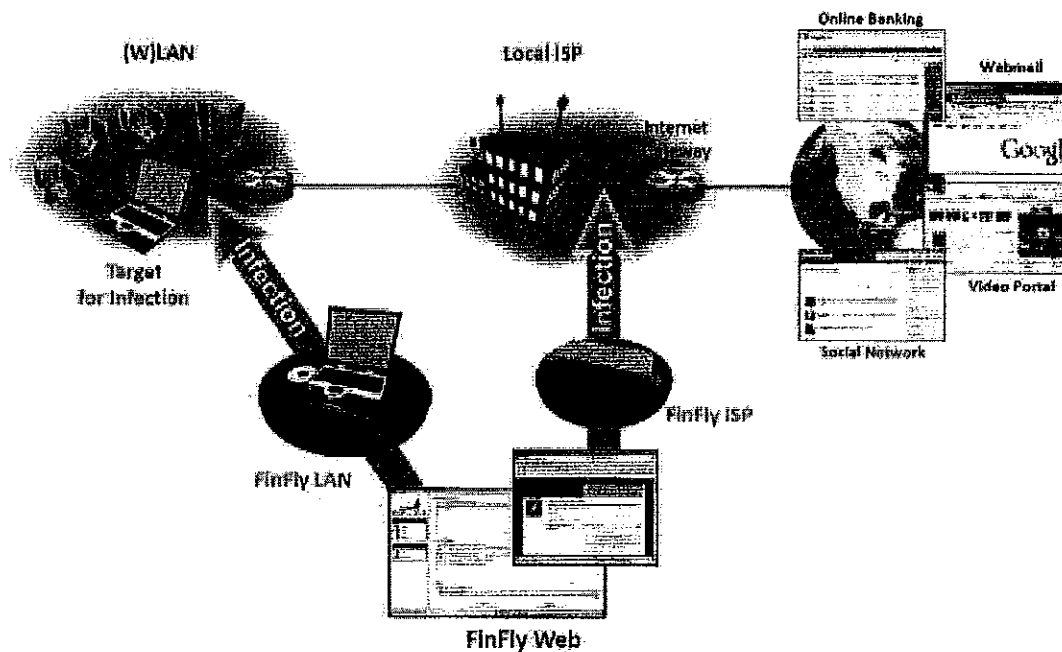 (W)LAN
Local ISP
Online Banking
Webmail
Internet
Googl
Target
for Infection
Infection
Infection
Video Portal
Social Network
FinFly LAN
FinFly ISP
FinFly Web